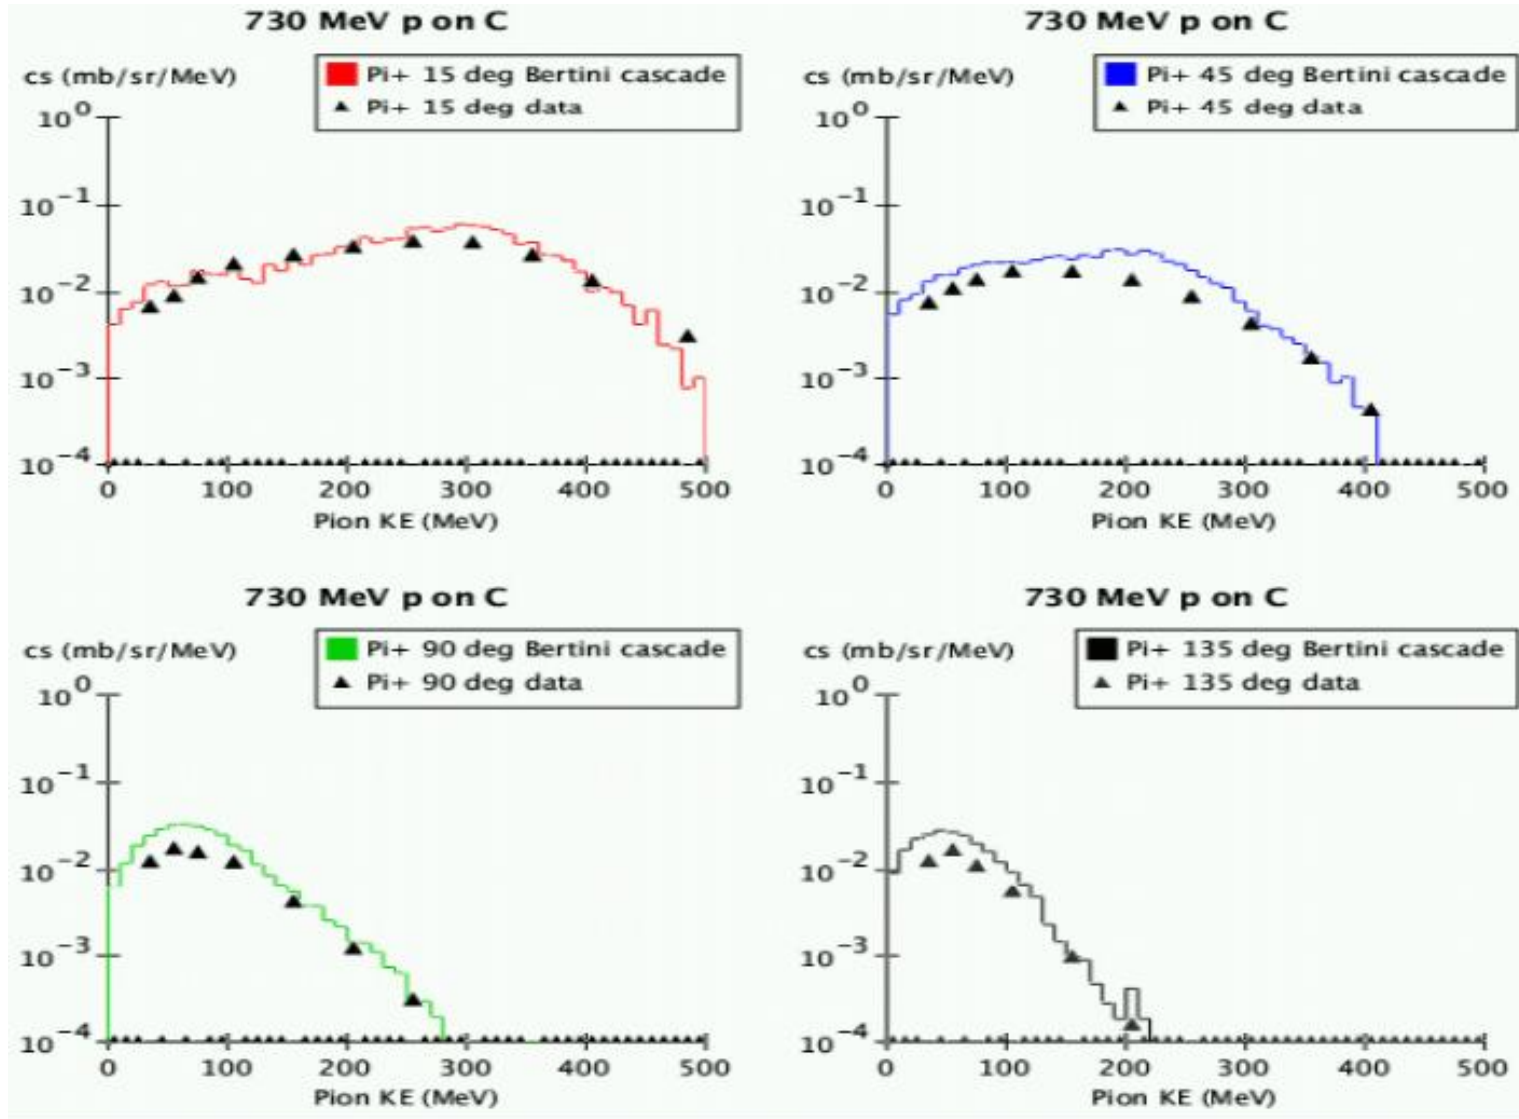 730 MeV p on C
cs (mb/sr/MeV)
Pi+ 15 deg Bertini cascade
Pi+ 15 deg data
10^0
10^-1
10^-2
10^-3
10^-4
0 100 200 300 400 500
Pion KE (MeV)
730 MeV p on C
cs (mb/sr/MeV)
Pi+ 45 deg Bertini cascade
Pi+ 45 deg data
10^0
10^-1
10^-2
10^-3
10^-4
0 100 200 300 400 500
Pion KE (MeV)
730 MeV p on C
cs (mb/sr/MeV)
Pi+ 90 deg Bertini cascade
Pi+ 90 deg data
10^0
10^-1
10^-2
10^-3
10^-4
0 100 200 300 400 500
Pion KE (MeV)
730 MeV p on C
cs (mb/sr/MeV)
Pi+ 135 deg Bertini cascade
Pi+ 135 deg data
10^0
10^-1
10^-2
10^-3
10^-4
0 100 200 300 400 500
Pion KE (MeV)